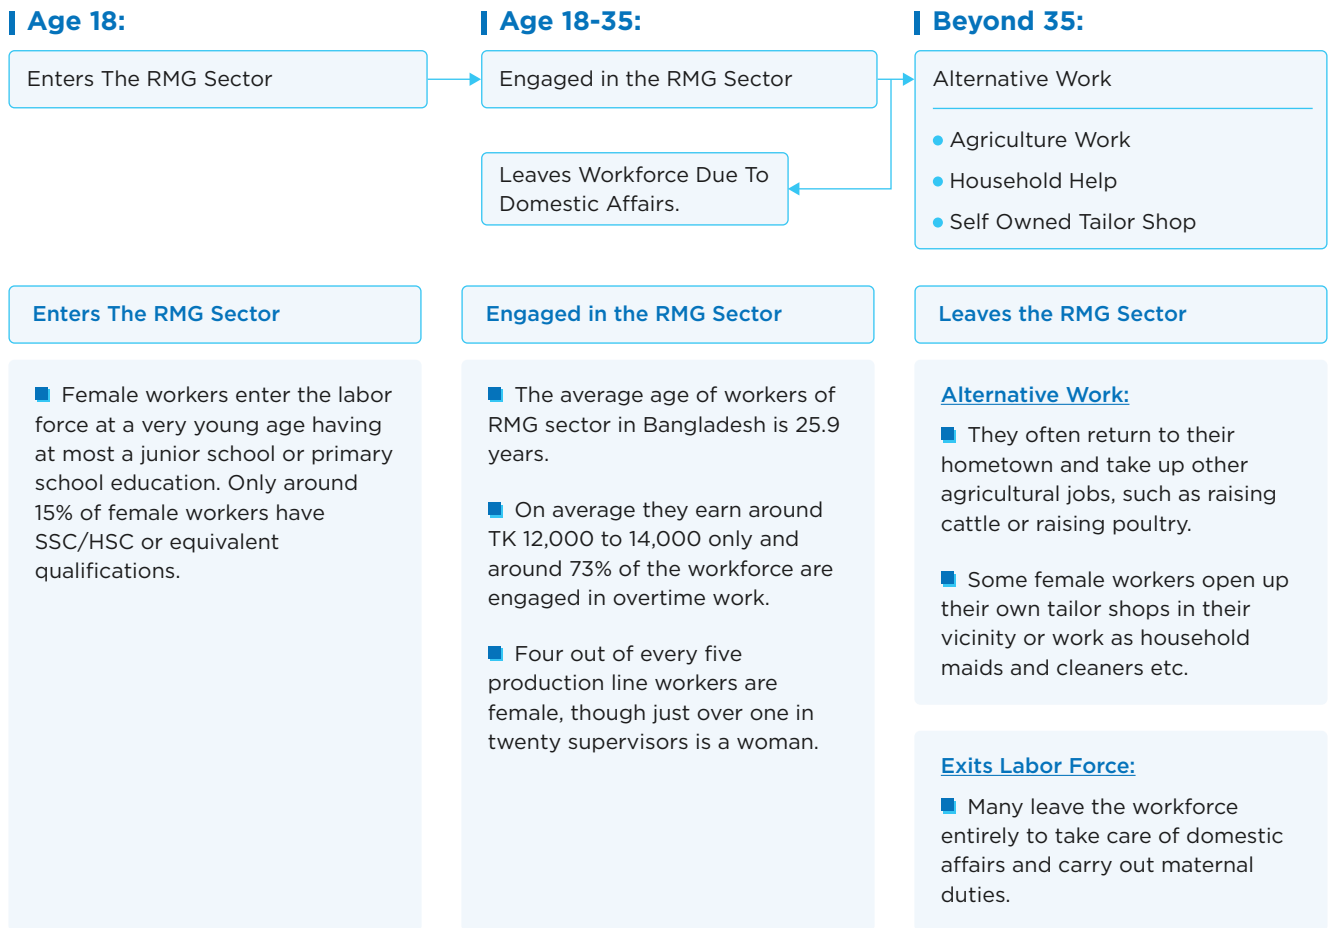 Age 18:
Enters The RMG Sector
Age 18-35:
Engaged in the RMG Sector
Leaves Workforce Due To
Domestic Affairs.
Beyond 35:
Alternative Work
Agriculture Work
Household Help
Self Owned Tailor Shop
Enters The RMG Sector
Female workers enter the labor
force at a very young age having
at most a junior school or primary
school education. Only around
15% of female workers have
SSC/HSC or equivalent
qualifications.
Engaged in the RMG Sector
The average age of workers of
RMG sector in Bangladesh is 25.9
years.
On average they earn around
TK 12,000 to 14,000 only and
around 73% of the workforce are
engaged in overtime work.
Four out of every five
production line workers are
female, though just over one in
twenty supervisors is a woman.
Leaves the RMG Sector
Alternative Work:
They often return to their
hometown and take up other
agricultural jobs, such as raising
cattle or raising poultry.
Some female workers open up
their own tailor shops in their
vicinity or work as household
maids and cleaners etc.
Exits Labor Force:
Many leave the workforce
entirely to take care of domestic
affairs and carry out maternal
duties.